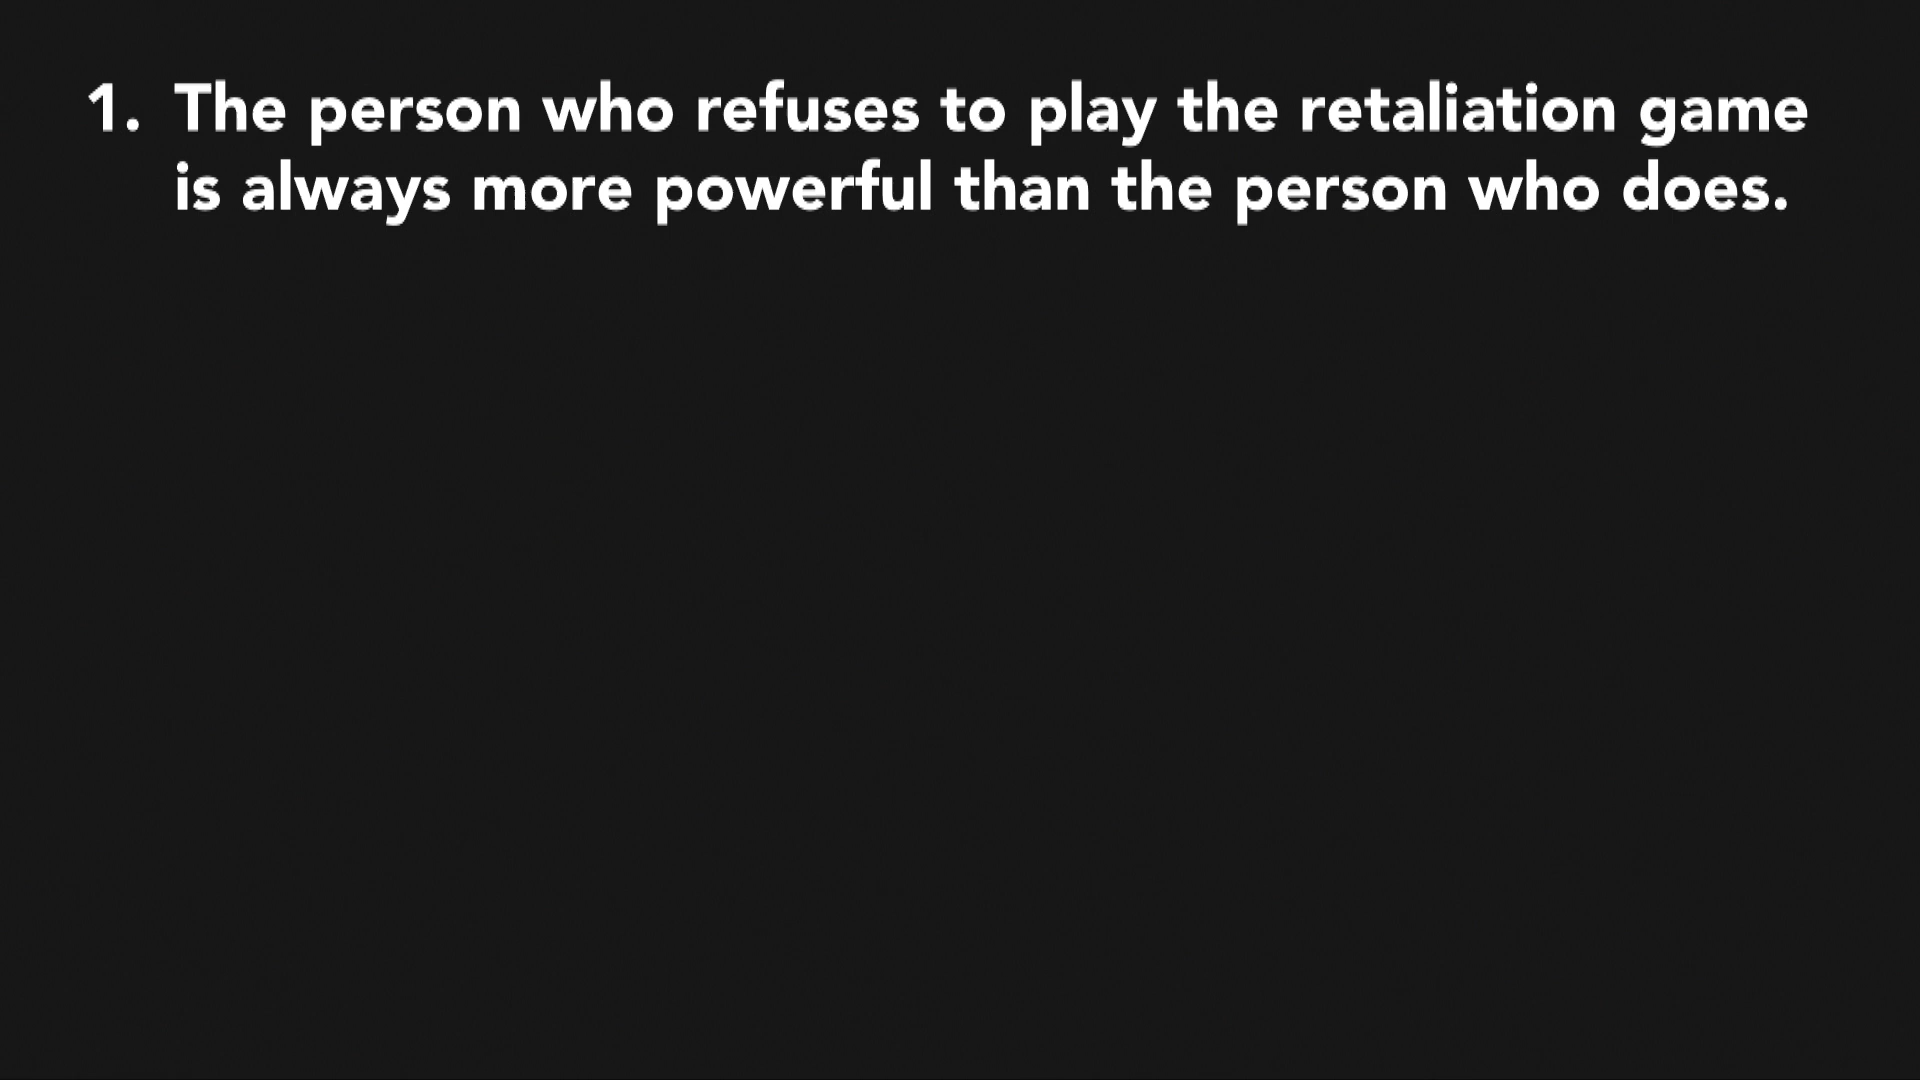 1. The person who refuses to play the retaliation game
is always more powerful than the person who does.